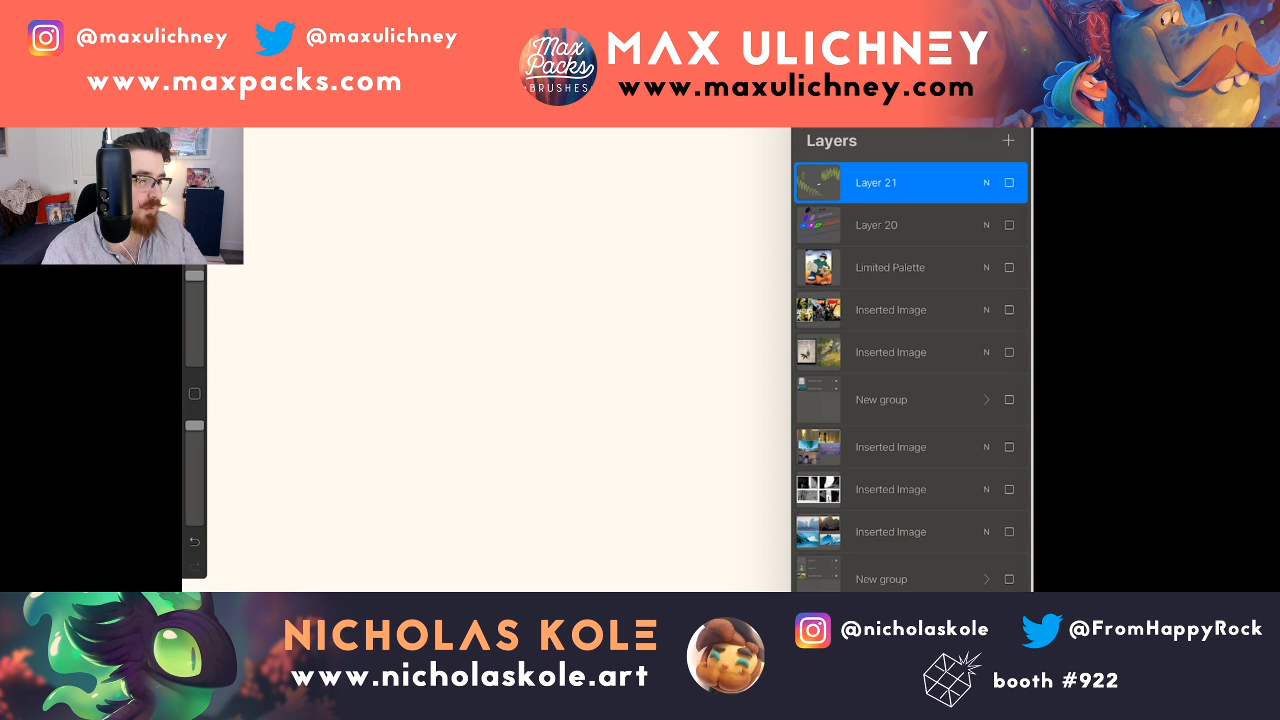 @maxulichney @maxulichney
www.maxpacks.com
Max
Packs
BRUSHES
MAX ULICHNEY
www.maxulichney.com
Layers
Layer 21 N
Layer 20 N
Limited Palette N
Inserted Image N
Inserted Image N
New group
Inserted Image N
Inserted Image N
Inserted Image N
New group
NICHOLAS KOLE
www.nicholaskole.art
@nicholaskole @FromHappyRock
booth #922